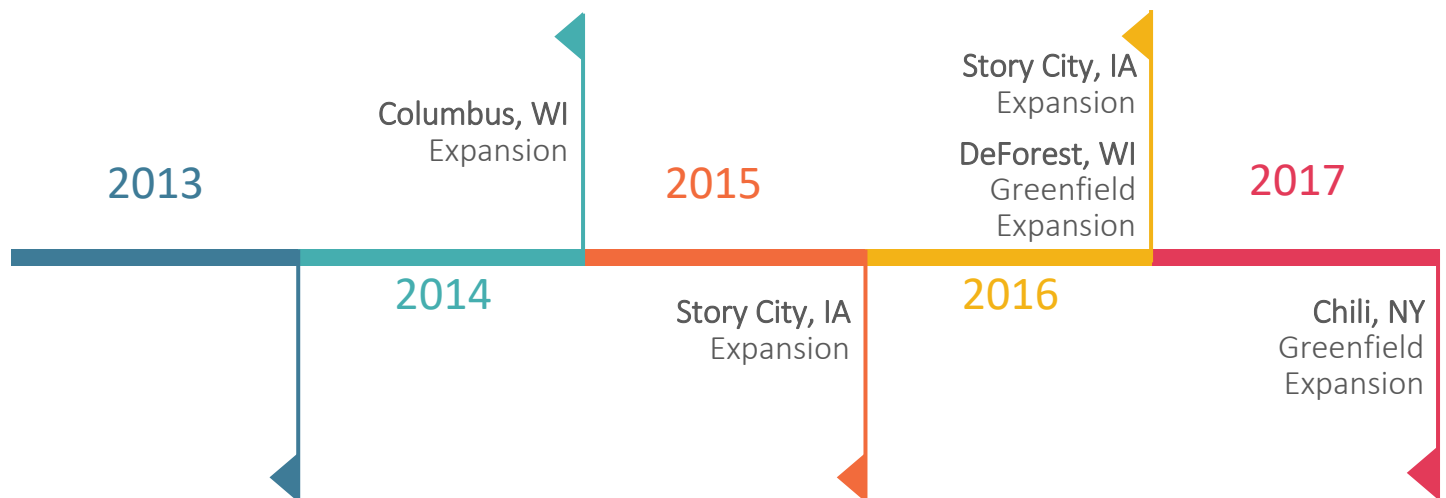 2013
Columbus, WI
Expansion
2014
2015
Story City, IA
Expansion
Story City, IA
Expansion
DeForest, WI
Greenfield
Expansion
2016
2017
Chili, NY
Greenfield
Expansion